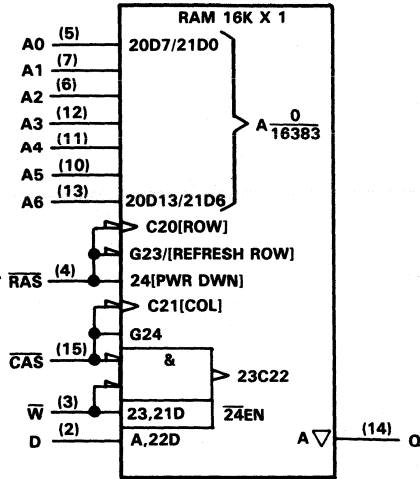 RAM 16K X 1
A0 (5) 20D7/21D0
A1 (7)
A2 (6)
A3 (12) A 0/16383
A4 (11)
A5 (10)
A6 (13) 20D13/21D6
C20[ROW]
G23/[REFRESH ROW]
RAS (4) 24[PWR DWN]
C21[COL]
G24
CAS (15) &
23C22
W (3) 23,21D 24EN
D (2) A,22D A (14) Q